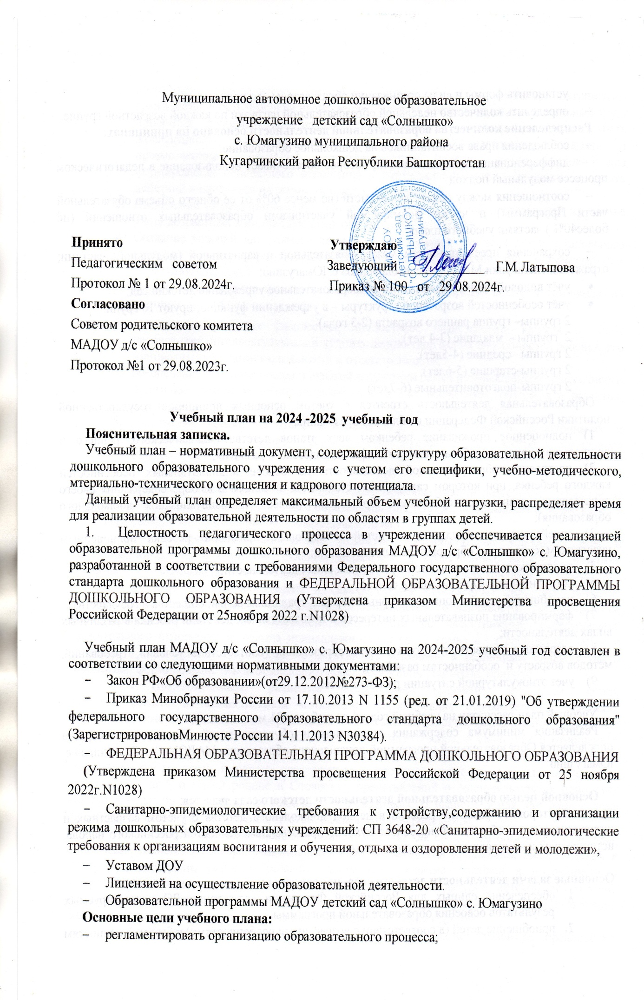 Муниципальное автономное дошкольное образовательное
учреждение детский сад «Солнышко»
с. Юмагузино муниципального района
Кугарчинский район Республики Башкортостан
Принято
Утверждаю
Педагогическим советом
Заведующий Г.М. Латыпова
Протокол № 1 от 29.08.2024г.
Приказ № 100 от 29.08.2024г.
МАДОУ
детский сад
"СОЛНЫШКО"
с. Юмагузино
Согласовано
Советом родительского комитета
МАДОУ д/с «Солнышко»
Протокол №1 от 29.08.2023г.
Учебный план на 2024 -2025 учебный год
Пояснительная записка.
Учебный план – нормативный документ, содержащий структуру образовательной деятельности
дошкольного образовательного учреждения с учетом его специфики, учебно-методического,
мтериально-технического оснащения и кадрового потенциала.
Данный учебный план определяет максимальный объем учебной нагрузки, распределяет время
для реализации образовательной деятельности по областям в группах детей.
1. Целостность педагогического процесса в учреждении обеспечивается реализацией
образовательной программы дошкольного образования МАДОУ д/с «Солнышко» с. Юмагузино,
разработанной в соответствии с требованиями Федерального государственного образовательного
стандарта дошкольного образования и ФЕДЕРАЛЬНОЙ ОБРАЗОВАТЕЛЬНОЙ ПРОГРАММЫ
ДОШКОЛЬНОГО ОБРАЗОВАНИЯ (Утверждена приказом Министерства просвещения
Российской Федерации от 25ноября 2022 г.N1028)
Учебный план МАДОУ д/с «Солнышко» с. Юмагузино на 2024-2025 учебный год составлен в
соответствии со следующими нормативными документами:
– Закон РФ«Об образовании»(от29.12.2012№273-ФЗ);
– Приказ Минобрнауки России от 17.10.2013 N 1155 (ред. от 21.01.2019) "Об утверждении
федерального государственного образовательного стандарта дошкольного образования"
(ЗарегистрировановМинюсте России 14.11.2013 N30384).
– ФЕДЕРАЛЬНАЯ ОБРАЗОВАТЕЛЬНАЯ ПРОГРАММА ДОШКОЛЬНОГО ОБРАЗОВАНИЯ
(Утверждена приказом Министерства просвещения Российской Федерации от 25 ноября
2022г.N1028)
– Санитарно-эпидемиологические требования к устройству,содержанию и организации
режима дошкольных образовательных учреждений: СП 3648-20 «Санитарно-эпидемиологические
требования к организациям воспитания и обучения, отдыха и оздоровления детей и молодежи»,
– Уставом ДОУ
– Лицензией на осуществление образовательной деятельности.
– Образовательной программы МАДОУ детский сад «Солнышко» с. Юмагузино
Основные цели учебного плана:
– регламентировать организацию образовательного процесса;